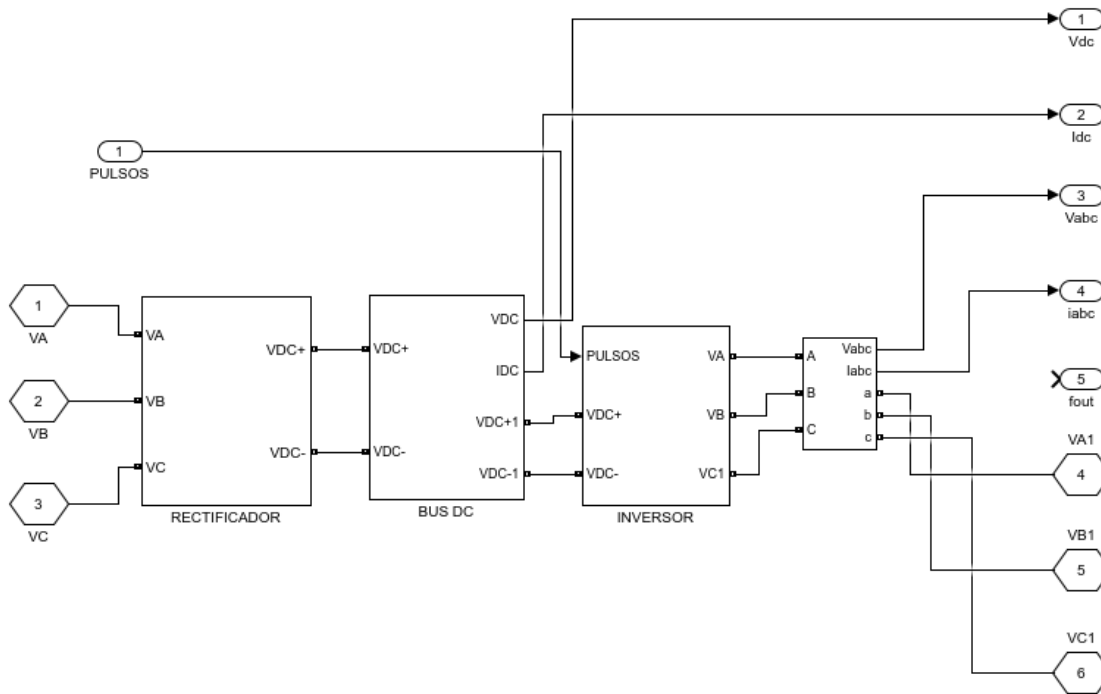 1
Vdc
2
Idc
1
PULSOS
3
Vabc
4
iabc
5
fout
1
VA
2
VB
3
VC
VA
VB
VC
VDC+
VDC-
RECTIFICADOR
VDC+
VDC-
VDC
IDC
VDC+1
VDC-1
BUS DC
PULSOS
VDC+
VDC-
VA
VB
VC1
INVERSOR
A
B
C
Vabc
Iabc
a
b
c
VA1
4
VB1
5
VC1
6